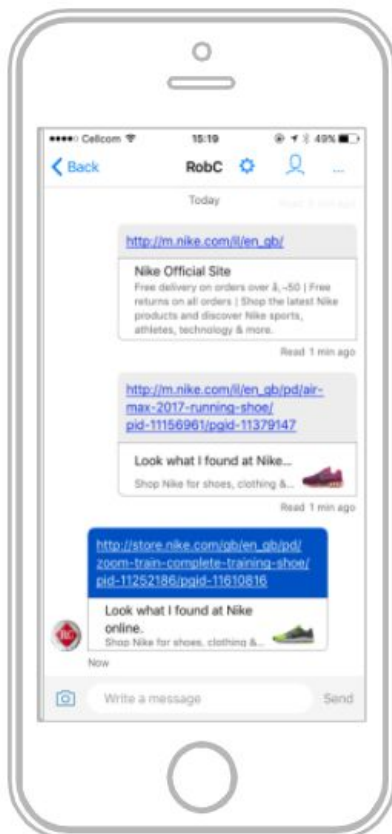 Cellcom 15:19 49%
Back RobC ...
Today
http://m.nike.com/il/en_gb/
Nike Official Site
Free delivery on orders over â‚¬50 | Free
returns on all orders | Shop the latest Nike
products and discover Nike sports,
athletes, technology & more.
Read 1 min ago
http://m.nike.com/il/en_gb/pd/air-
max-2017-running-shoe/
pid-11156961/pgid-11379147
Look what I found at Nike...
Shop Nike for shoes, clothing &...
Read 1 min ago
http://store.nike.com/gb/en_gb/pd/
zoom-train-complete-training-shoe/
pid-11252186/pgid-11610816
Look what I found at Nike
online.
Shop Nike for shoes, clothing &...
RC
Now
Write a message Send